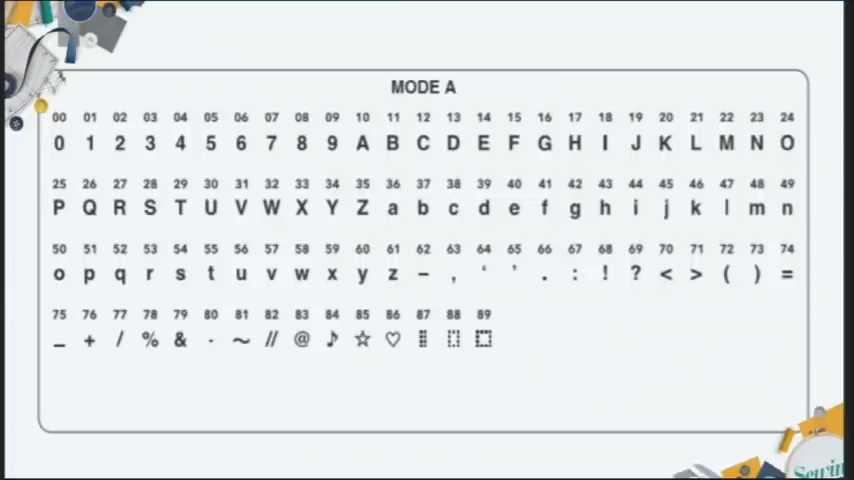 MODE A
00 01 02 03 04 05 06 07 08 09 10 11 12 13 14 15 16 17 18 19 20 21 22 23 24
0 1 2 3 4 5 6 7 8 9 A B C D E F G H I J K L M N O
25 26 27 28 29 30 31 32 33 34 35 36 37 38 39 40 41 42 43 44 45 46 47 48 49
P Q R S T U V W X Y Z a b c d e f g h i j k l m n
50 51 52 53 54 55 56 57 58 59 60 61 62 63 64 65 66 67 68 69 70 71 72 73 74
o p q r s t u v w x y z – , ‘ ’ . : ! ? < > ( ) =
75 76 77 78 79 80 81 82 83 84 85 86 87 88 89
_ + / % & · ~ // @ ♪ ☆ ♡